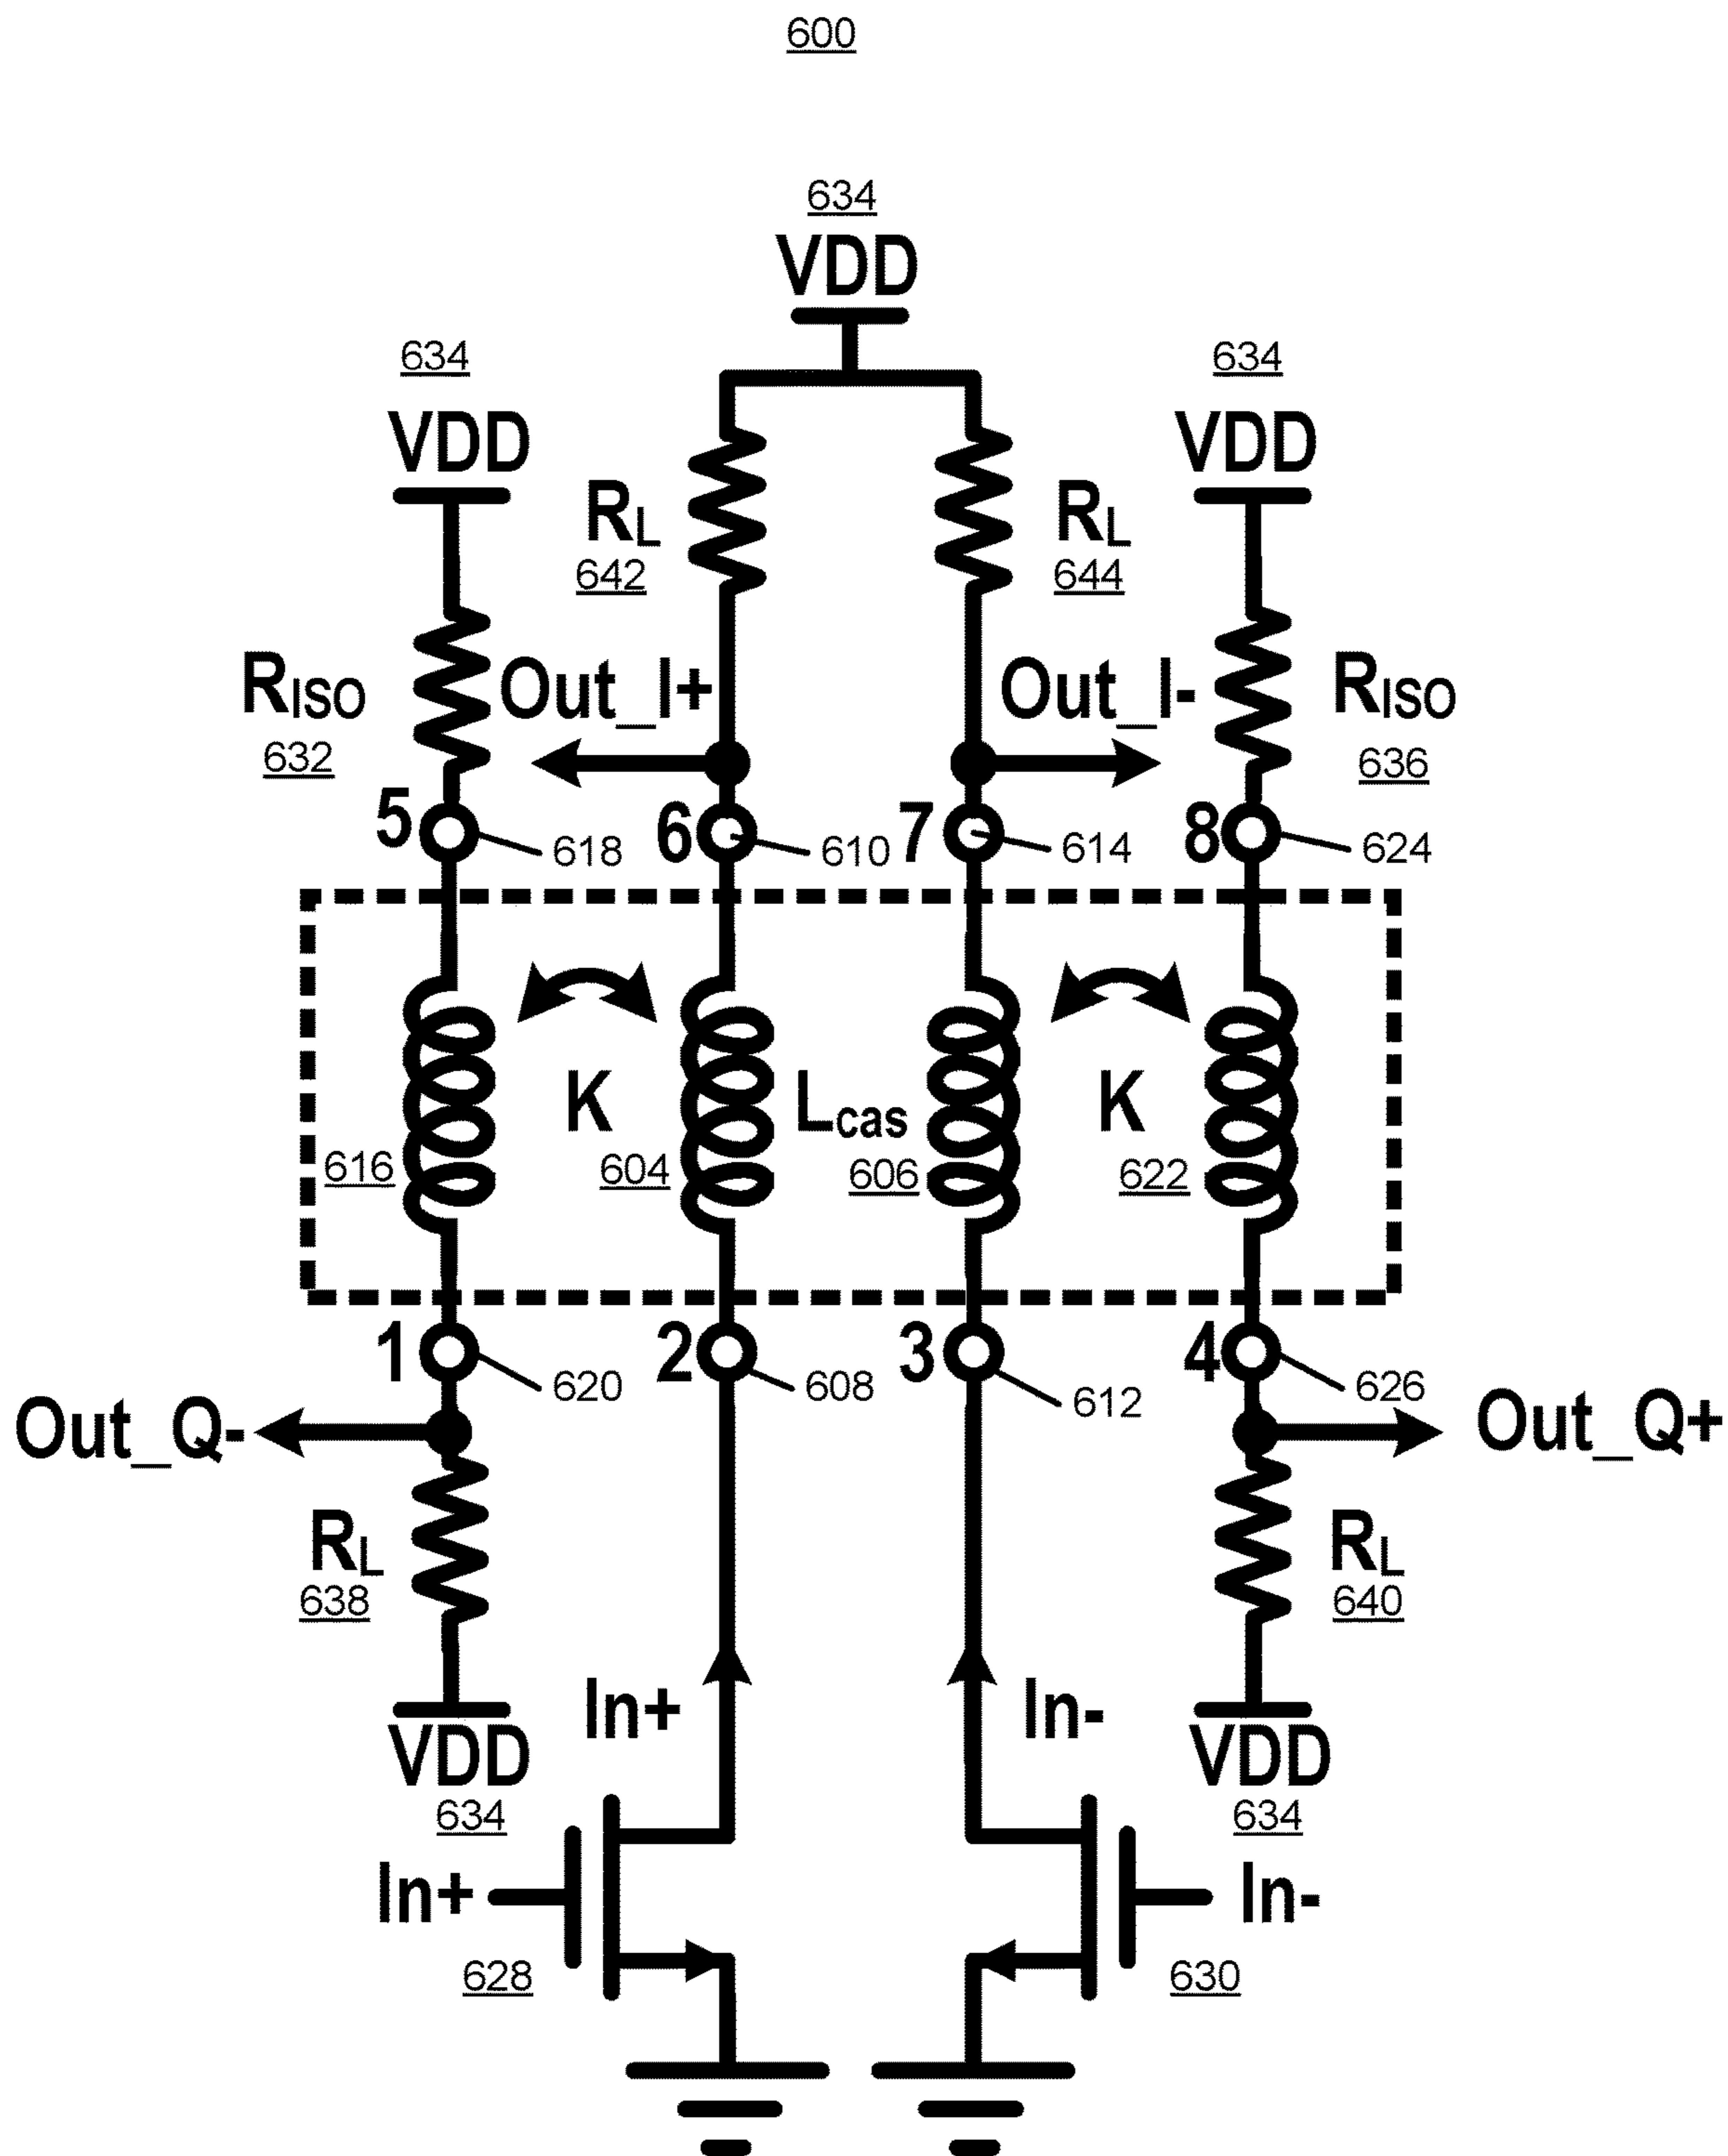 600
634
VDD
634
634
VDD
VDD
RL
642
RL
644
RISO
632
Out_I+
Out_I-
RISO
636
5
618
6
610
7
614
8
624
K
Lcas
K
616
604
606
622
1
620
2
608
3
612
4
626
Out_Q-
Out_Q+
RL
638
RL
640
In+
In-
VDD
634
VDD
634
In+
628
In-
630